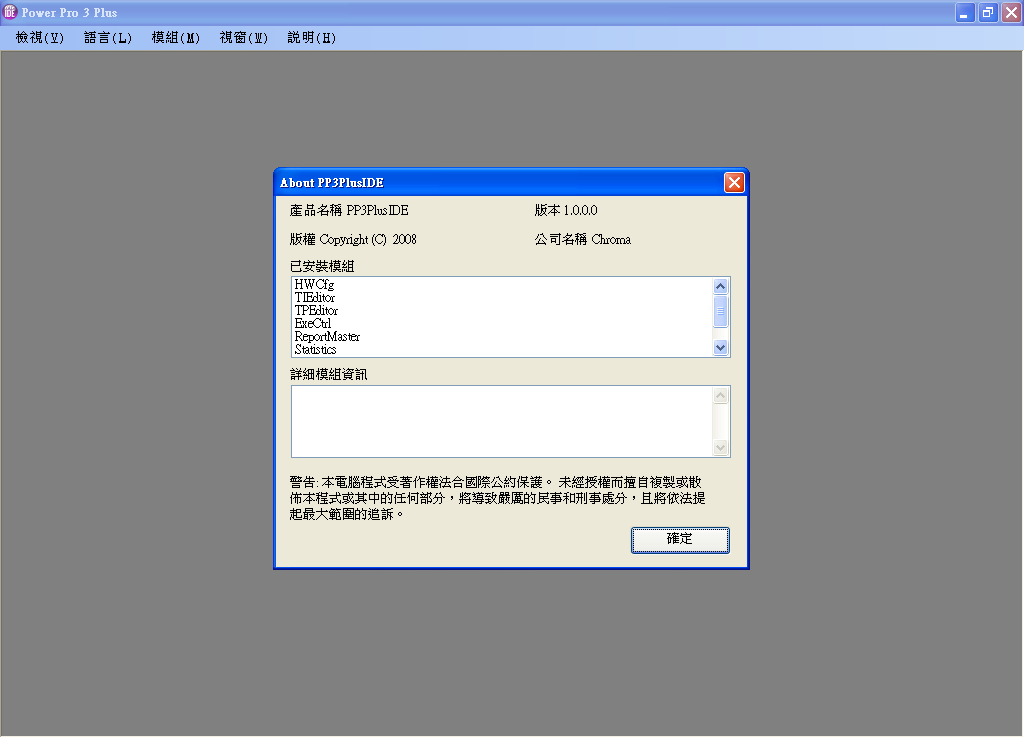 IDE Power Pro 3 Plus
檢視(V) 語言(L) 模組(M) 視窗(W) 說明(H)
About PP3PlusIDE
產品名稱 PP3PlusIDE 版本 1.0.0.0
版權 Copyright (C) 2008 公司名稱 Chroma
已安裝模組
HWCfg
TIEditor
TPEditor
ExeCtrl
ReportMaster
Statistics
詳細模組資訊
警告: 本電腦程式受著作權法合國際公約保護。 未經授權而擅自複製或散
佈本程式或其中的任何部分，將導致嚴厲的民事和刑事處分，且將依法提
起最大範圍的追訴。
確定